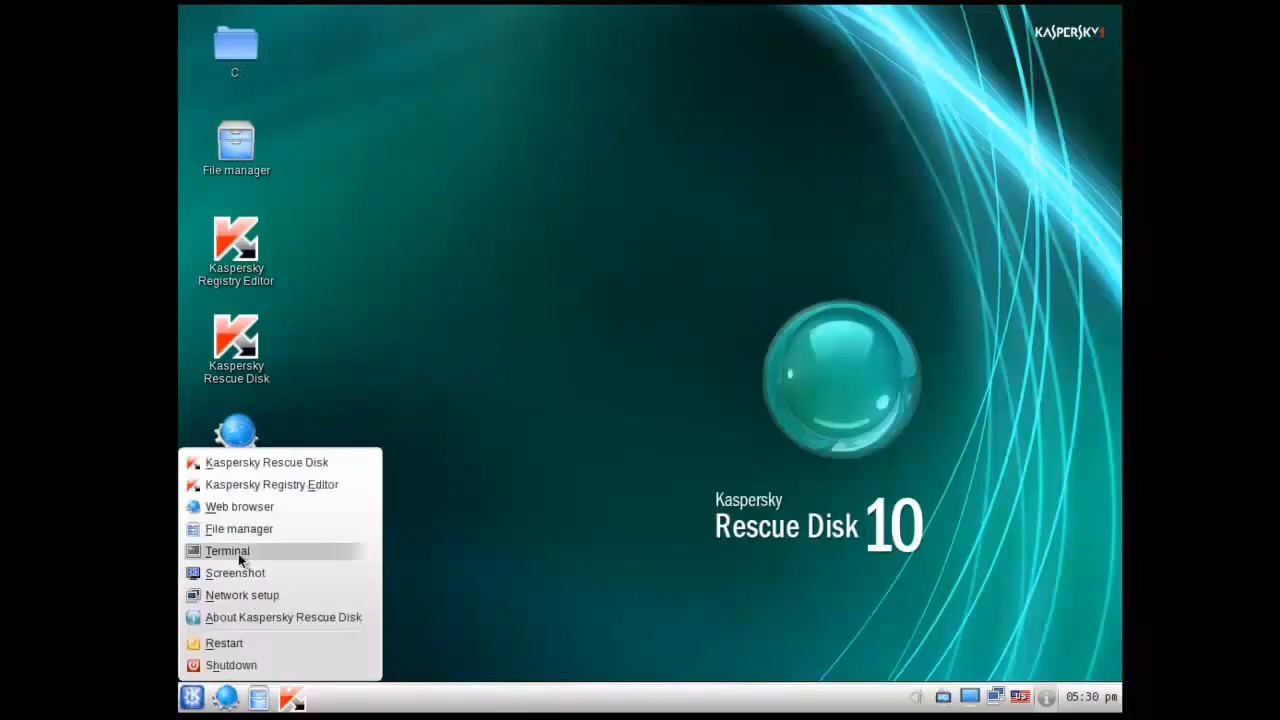 C:
KASPERSKY
File manager
Kaspersky
Registry Editor
Kaspersky
Rescue Disk
Kaspersky
Rescue Disk 10
Kaspersky Rescue Disk
Kaspersky Registry Editor
Web browser
File manager
Terminal
Screenshot
Network setup
About Kaspersky Rescue Disk
Restart
Shutdown
US
05:30 pm